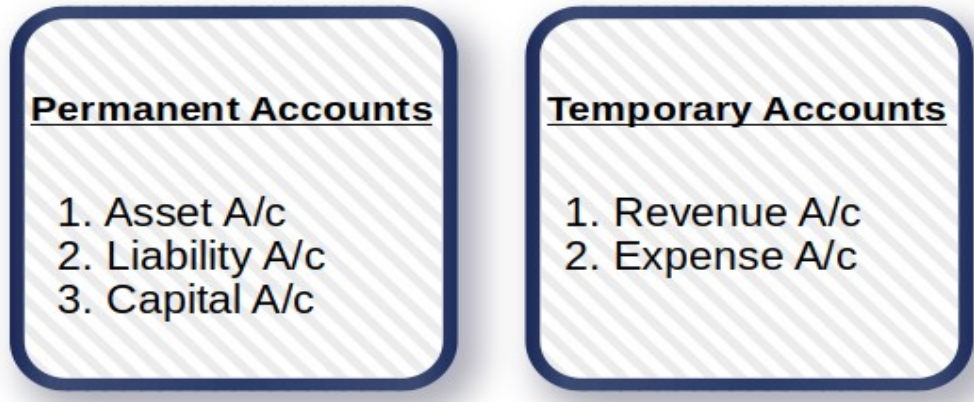 Permanent Accounts
1. Asset A/c
2. Liability A/c
3. Capital A/c
Temporary Accounts
1. Revenue A/c
2. Expense A/c